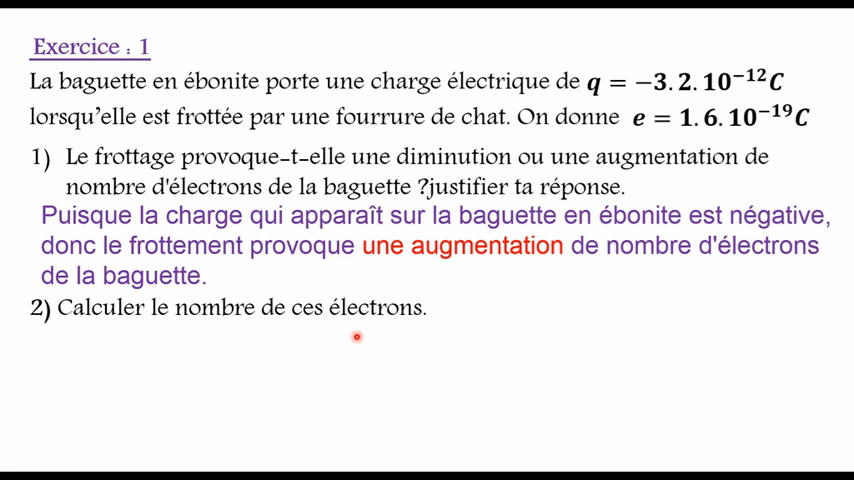 Exercice : 1
La baguette en ébonite porte une charge électrique de q = −3.2.10⁻¹²C
lorsqu'elle est frottée par une fourrure de chat. On donne e = 1.6.10⁻¹⁹C
1) Le frottage provoque-t-elle une diminution ou une augmentation de
nombre d'électrons de la baguette ?justifier ta réponse.
Puisque la charge qui apparaît sur la baguette en ébonite est négative,
donc le frottement provoque une augmentation de nombre d'électrons
de la baguette.
2) Calculer le nombre de ces électrons.